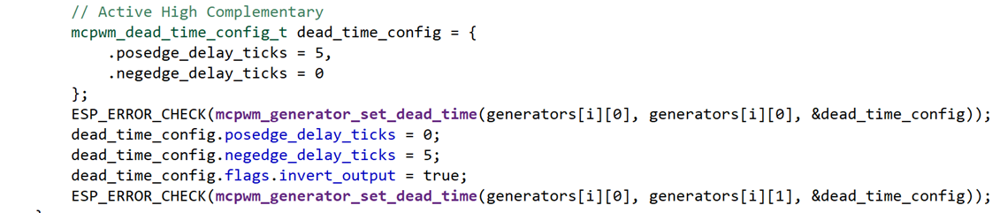 // Active High Complementary
mcpwm_dead_time_config_t dead_time_config = {
    .posedge_delay_ticks = 5,
    .negedge_delay_ticks = 0
};
ESP_ERROR_CHECK(mcpwm_generator_set_dead_time(generators[i][0], generators[i][0], &dead_time_config));
dead_time_config.posedge_delay_ticks = 0;
dead_time_config.negedge_delay_ticks = 5;
dead_time_config.flags.invert_output = true;
ESP_ERROR_CHECK(mcpwm_generator_set_dead_time(generators[i][0], generators[i][1], &dead_time_config));